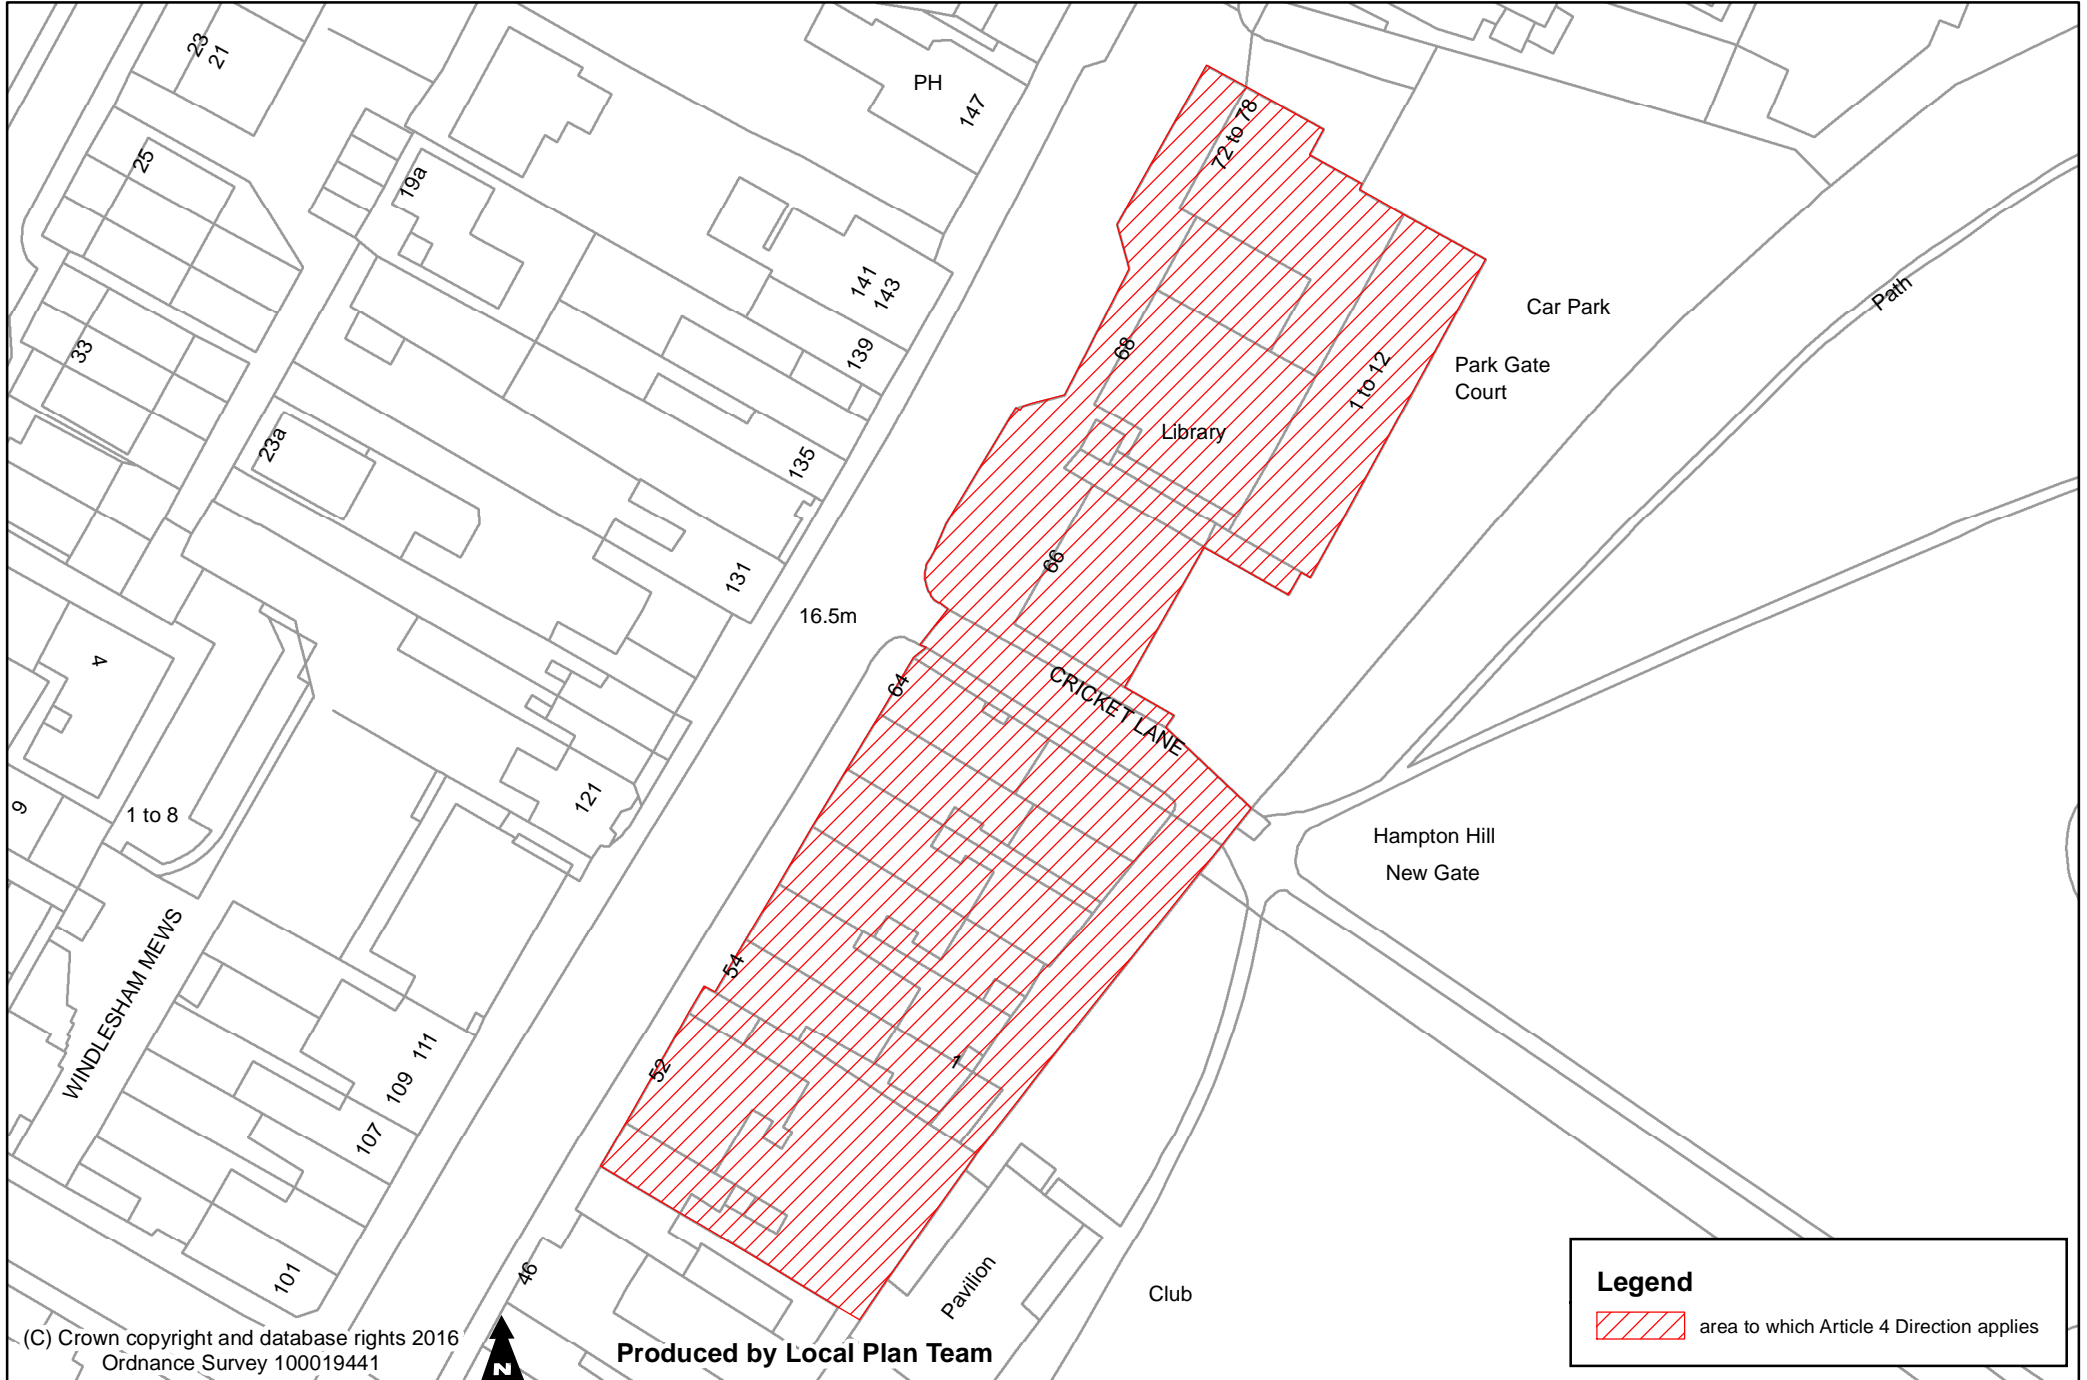 23
21
PH
147
72 to 78
25
19a
141
143
Car Park
Path
33
139
68
Park Gate
Court
1 to 12
Library
23a
135
66
131
16.5m
4
64
CRICKET LANE
121
9
1 to 8
Hampton Hill
New Gate
WINDLESHAM MEWS
54
111
109
52
1
107
101
46
Pavilion
Club
Legend
area to which Article 4 Direction applies
(C) Crown copyright and database rights 2016
Ordnance Survey 100019441
N
Produced by Local Plan Team